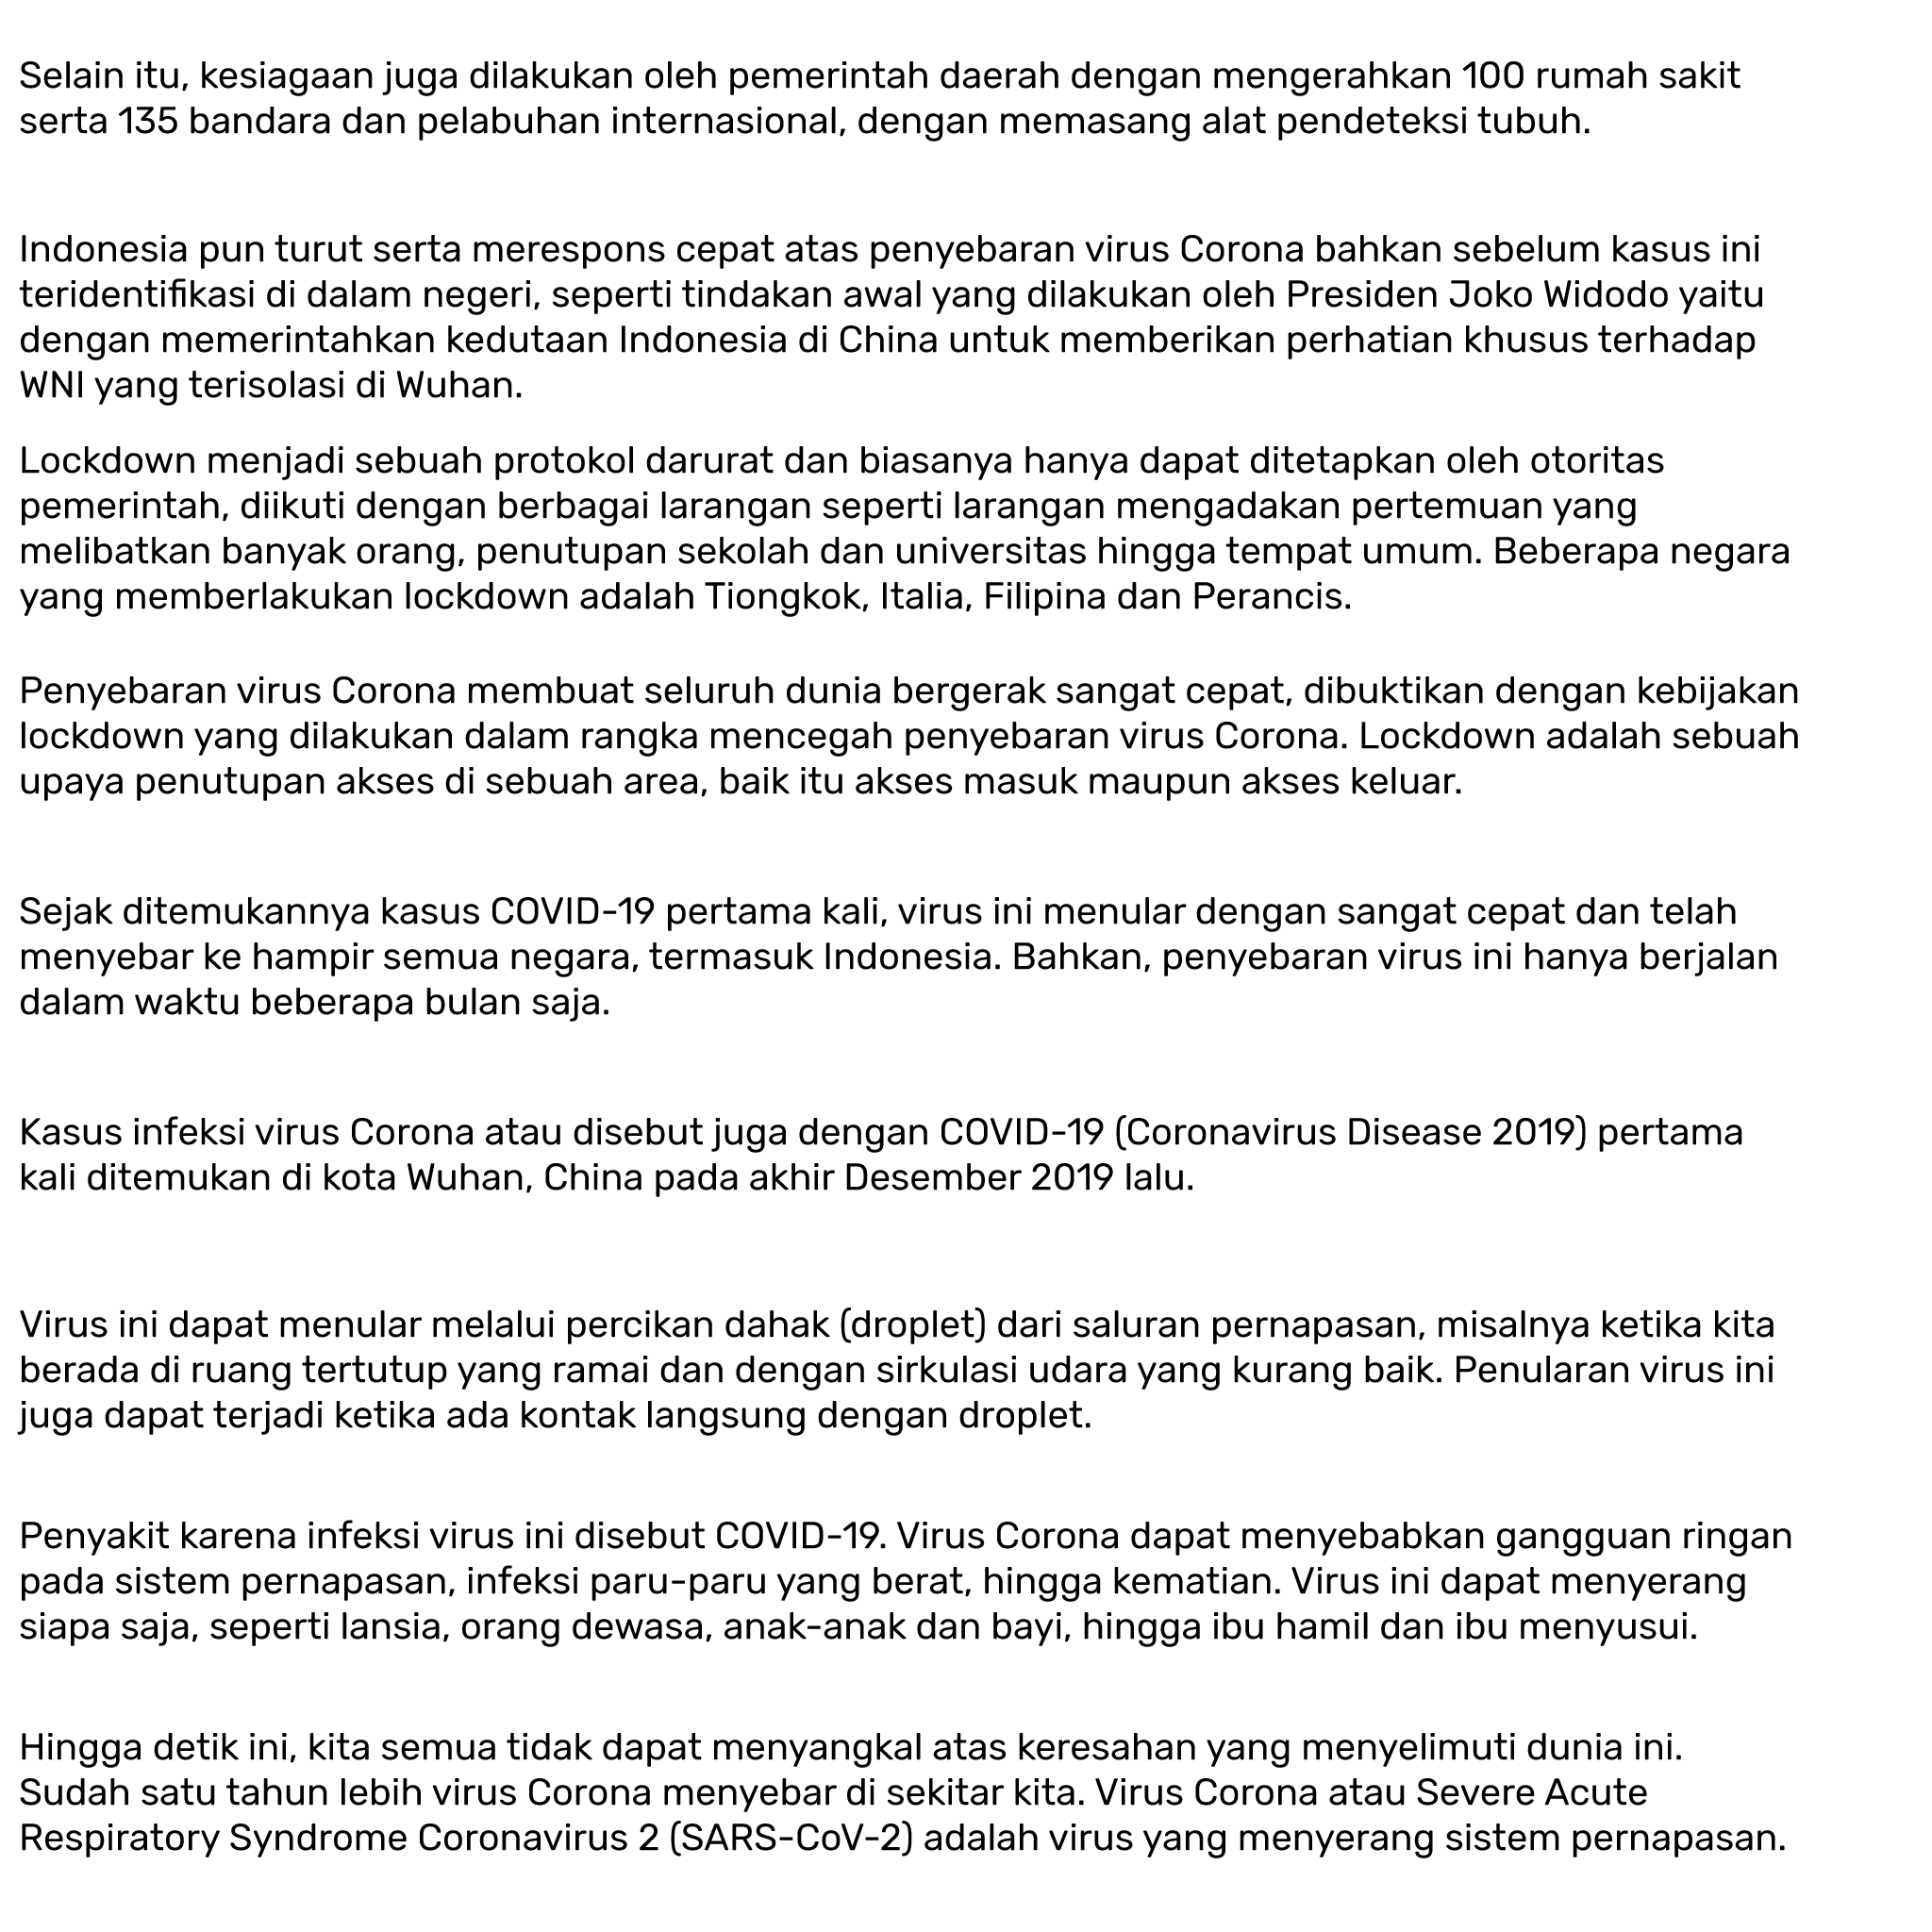 Selain itu, kesiagaan juga dilakukan oleh pemerintah daerah dengan mengerahkan 100 rumah sakit
serta 135 bandara dan pelabuhan internasional, dengan memasang alat pendeteksi tubuh.
Indonesia pun turut serta merespons cepat atas penyebaran virus Corona bahkan sebelum kasus ini
teridentifikasi di dalam negeri, seperti tindakan awal yang dilakukan oleh Presiden Joko Widodo yaitu
dengan memerintahkan kedutaan Indonesia di China untuk memberikan perhatian khusus terhadap
WNI yang terisolasi di Wuhan.
Lockdown menjadi sebuah protokol darurat dan biasanya hanya dapat ditetapkan oleh otoritas
pemerintah, diikuti dengan berbagai larangan seperti larangan mengadakan pertemuan yang
melibatkan banyak orang, penutupan sekolah dan universitas hingga tempat umum. Beberapa negara
yang memberlakukan lockdown adalah Tiongkok, Italia, Filipina dan Perancis.
Penyebaran virus Corona membuat seluruh dunia bergerak sangat cepat, dibuktikan dengan kebijakan
lockdown yang dilakukan dalam rangka mencegah penyebaran virus Corona. Lockdown adalah sebuah
upaya penutupan akses di sebuah area, baik itu akses masuk maupun akses keluar.
Sejak ditemukannya kasus COVID-19 pertama kali, virus ini menular dengan sangat cepat dan telah
menyebar ke hampir semua negara, termasuk Indonesia. Bahkan, penyebaran virus ini hanya berjalan
dalam waktu beberapa bulan saja.
Kasus infeksi virus Corona atau disebut juga dengan COVID-19 (Coronavirus Disease 2019) pertama
kali ditemukan di kota Wuhan, China pada akhir Desember 2019 lalu.
Virus ini dapat menular melalui percikan dahak (droplet) dari saluran pernapasan, misalnya ketika kita
berada di ruang tertutup yang ramai dan dengan sirkulasi udara yang kurang baik. Penularan virus ini
juga dapat terjadi ketika ada kontak langsung dengan droplet.
Penyakit karena infeksi virus ini disebut COVID-19. Virus Corona dapat menyebabkan gangguan ringan
pada sistem pernapasan, infeksi paru-paru yang berat, hingga kematian. Virus ini dapat menyerang
siapa saja, seperti lansia, orang dewasa, anak-anak dan bayi, hingga ibu hamil dan ibu menyusui.
Hingga detik ini, kita semua tidak dapat menyangkal atas keresahan yang menyelimuti dunia ini.
Sudah satu tahun lebih virus Corona menyebar di sekitar kita. Virus Corona atau Severe Acute
Respiratory Syndrome Coronavirus 2 (SARS-CoV-2) adalah virus yang menyerang sistem pernapasan.